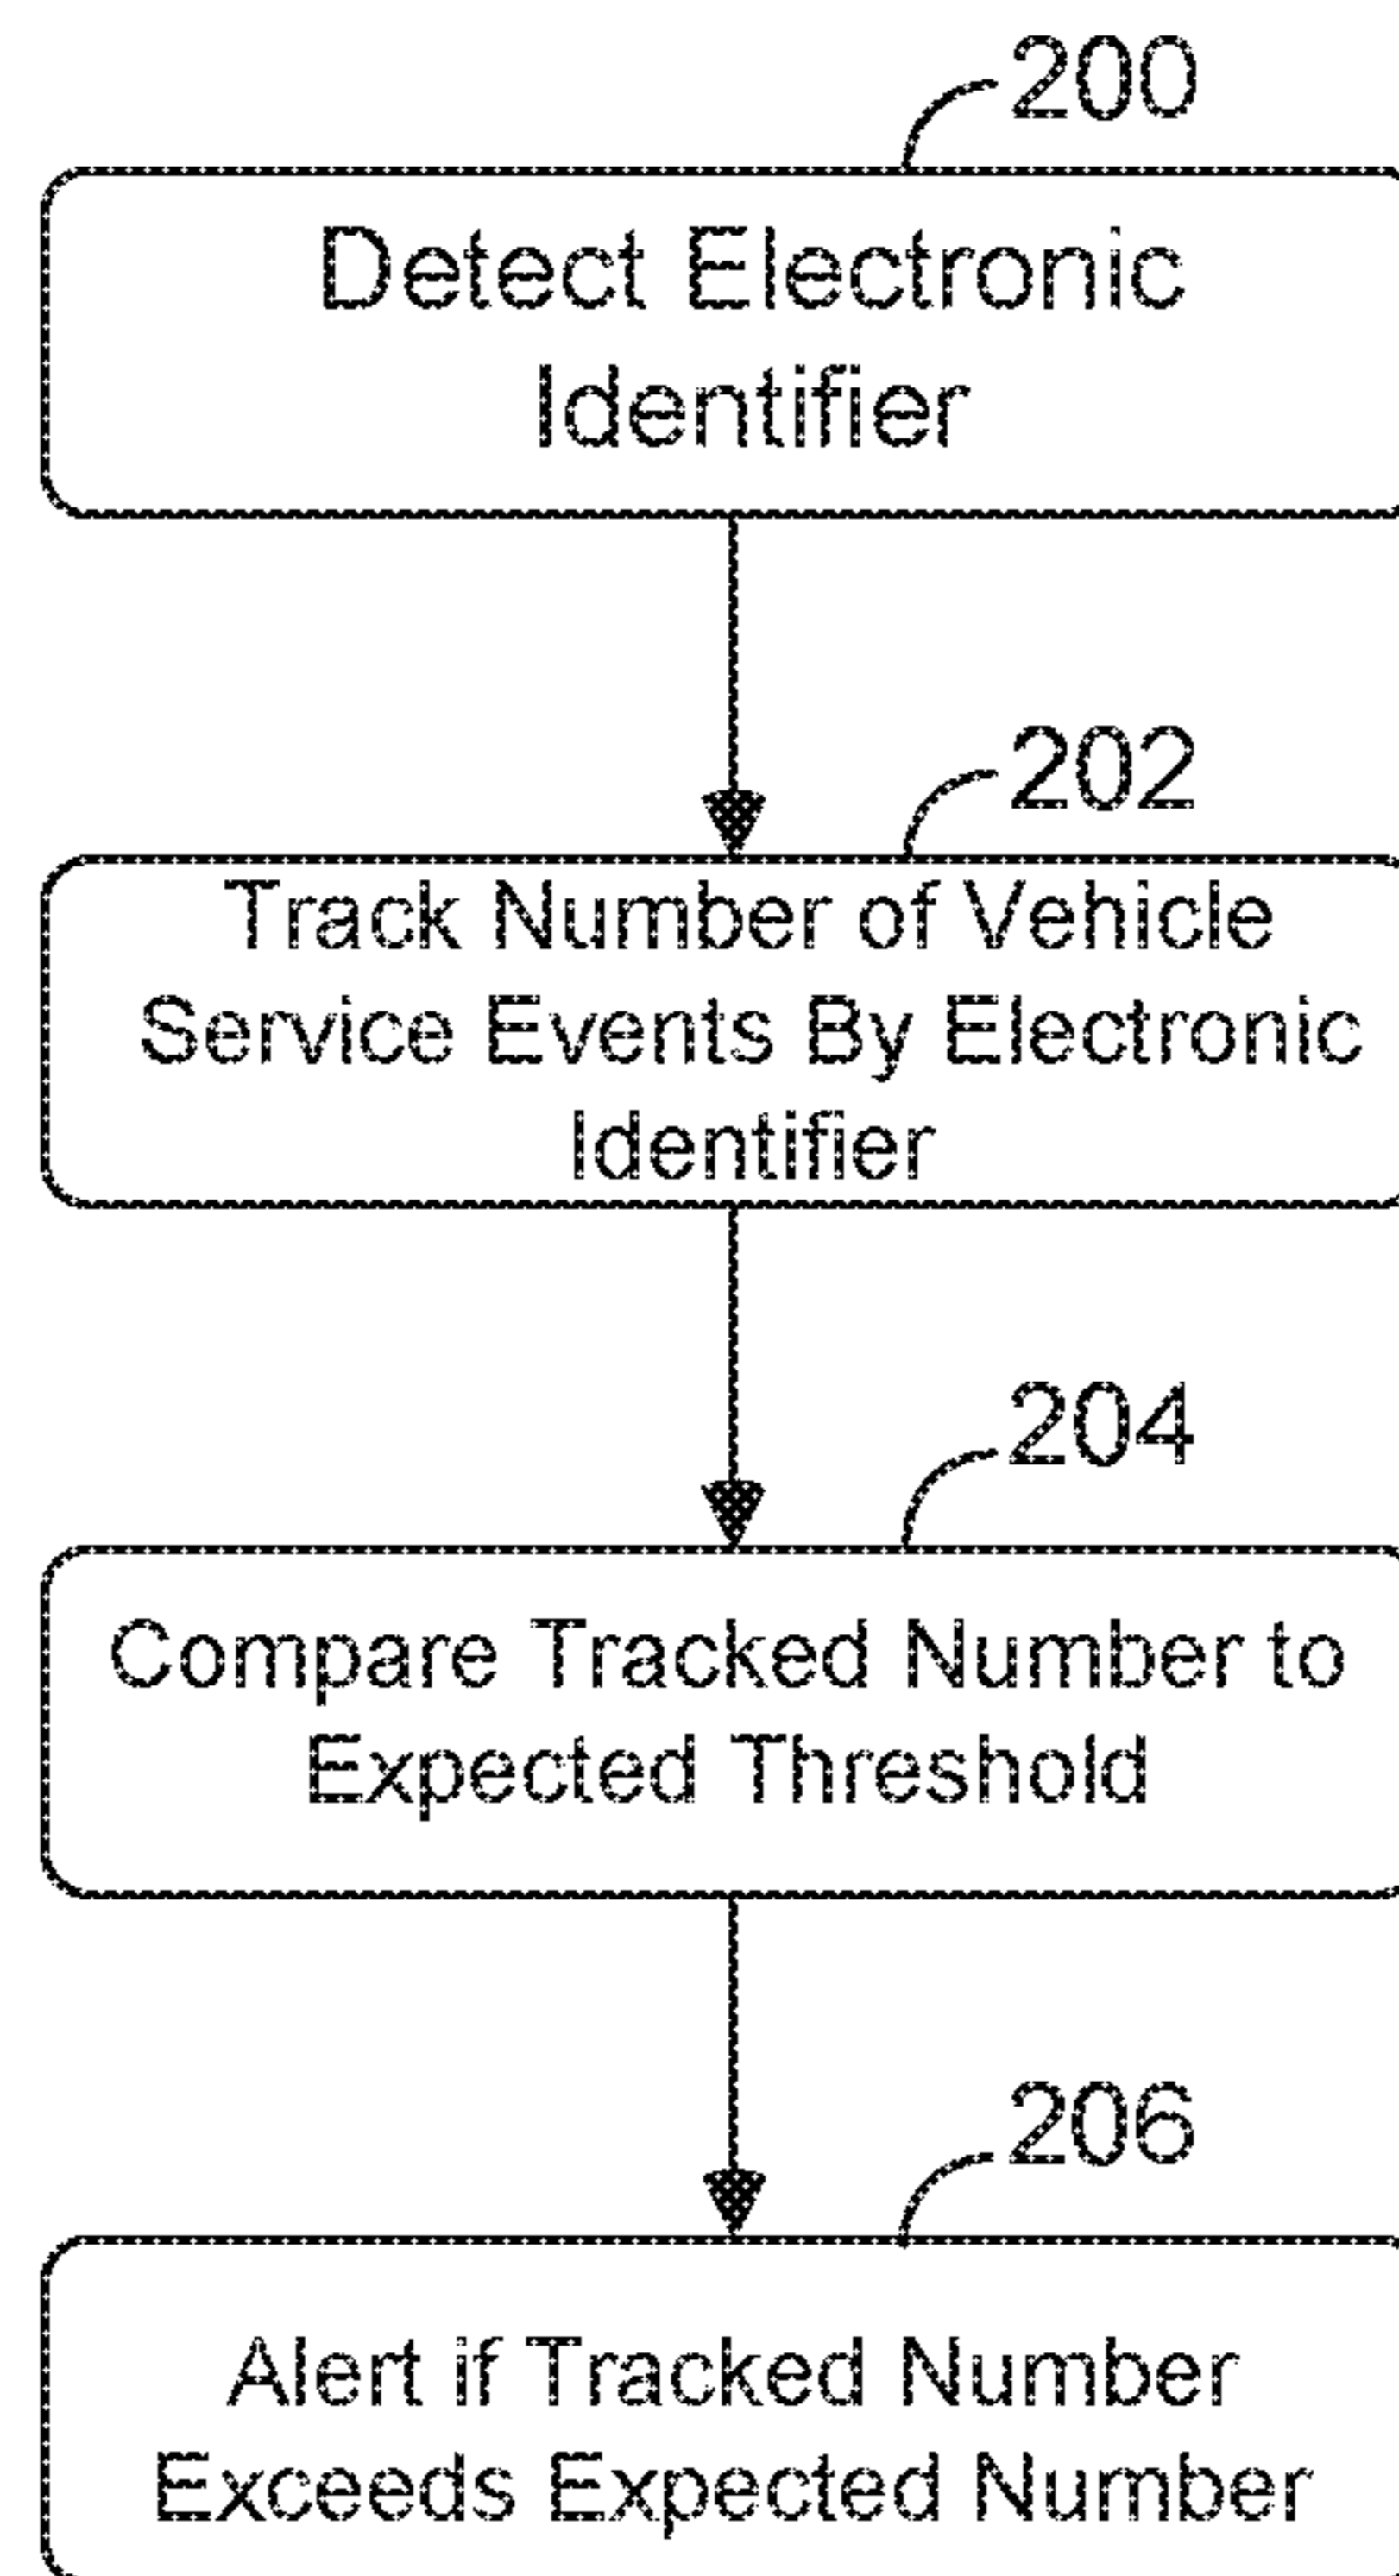 200
Detect Electronic
Identifier
202
Track Number of Vehicle
Service Events By Electronic
Identifier
204
Compare Tracked Number to
Expected Threshold
206
Alert if Tracked Number
Exceeds Expected Number